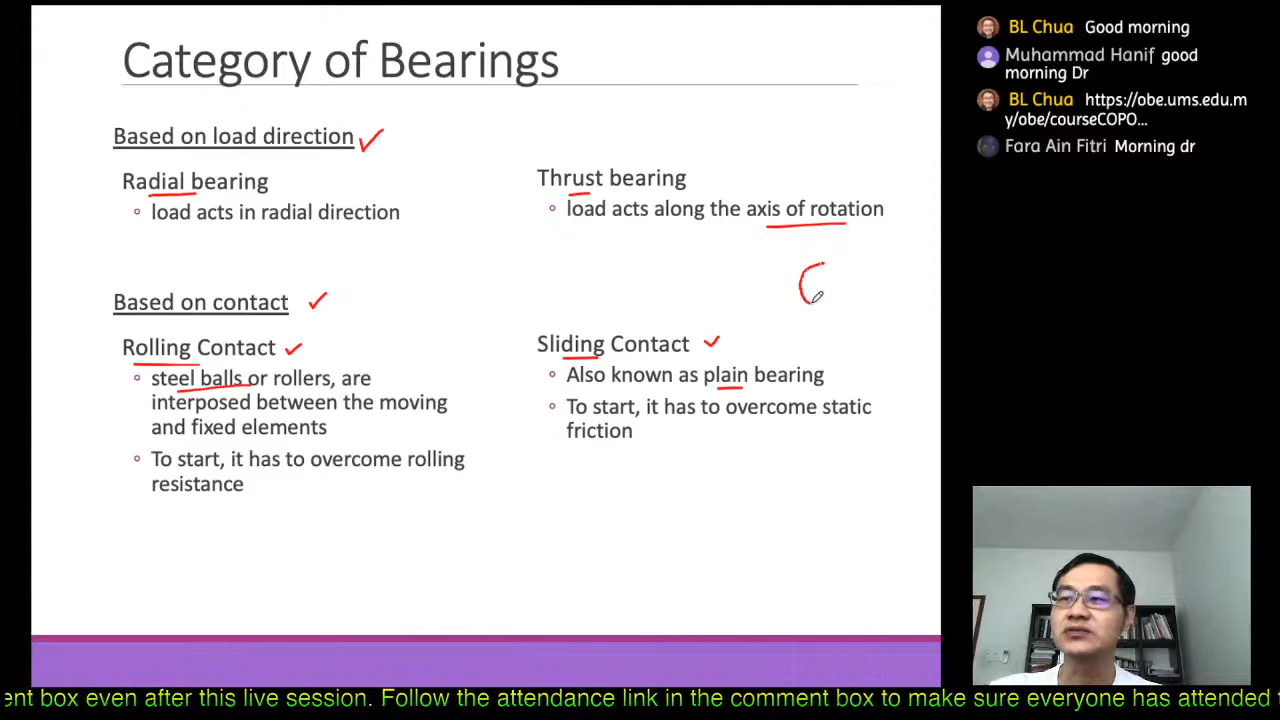 Category of Bearings
Based on load direction
Radial bearing
load acts in radial direction
Thrust bearing
load acts along the axis of rotation
Based on contact
Rolling Contact
steel balls or rollers, are
interposed between the moving
and fixed elements
To start, it has to overcome rolling
resistance
Sliding Contact
Also known as plain bearing
To start, it has to overcome static
friction
BL Chua Good morning
Muhammad Hanif good
morning Dr
BL Chua https://obe.ums.edu.m
y/obe/courseCOPO...
Fara Ain Fitri Morning dr
ent box even after this live session. Follow the attendance link in the comment box to make sure everyone has attended